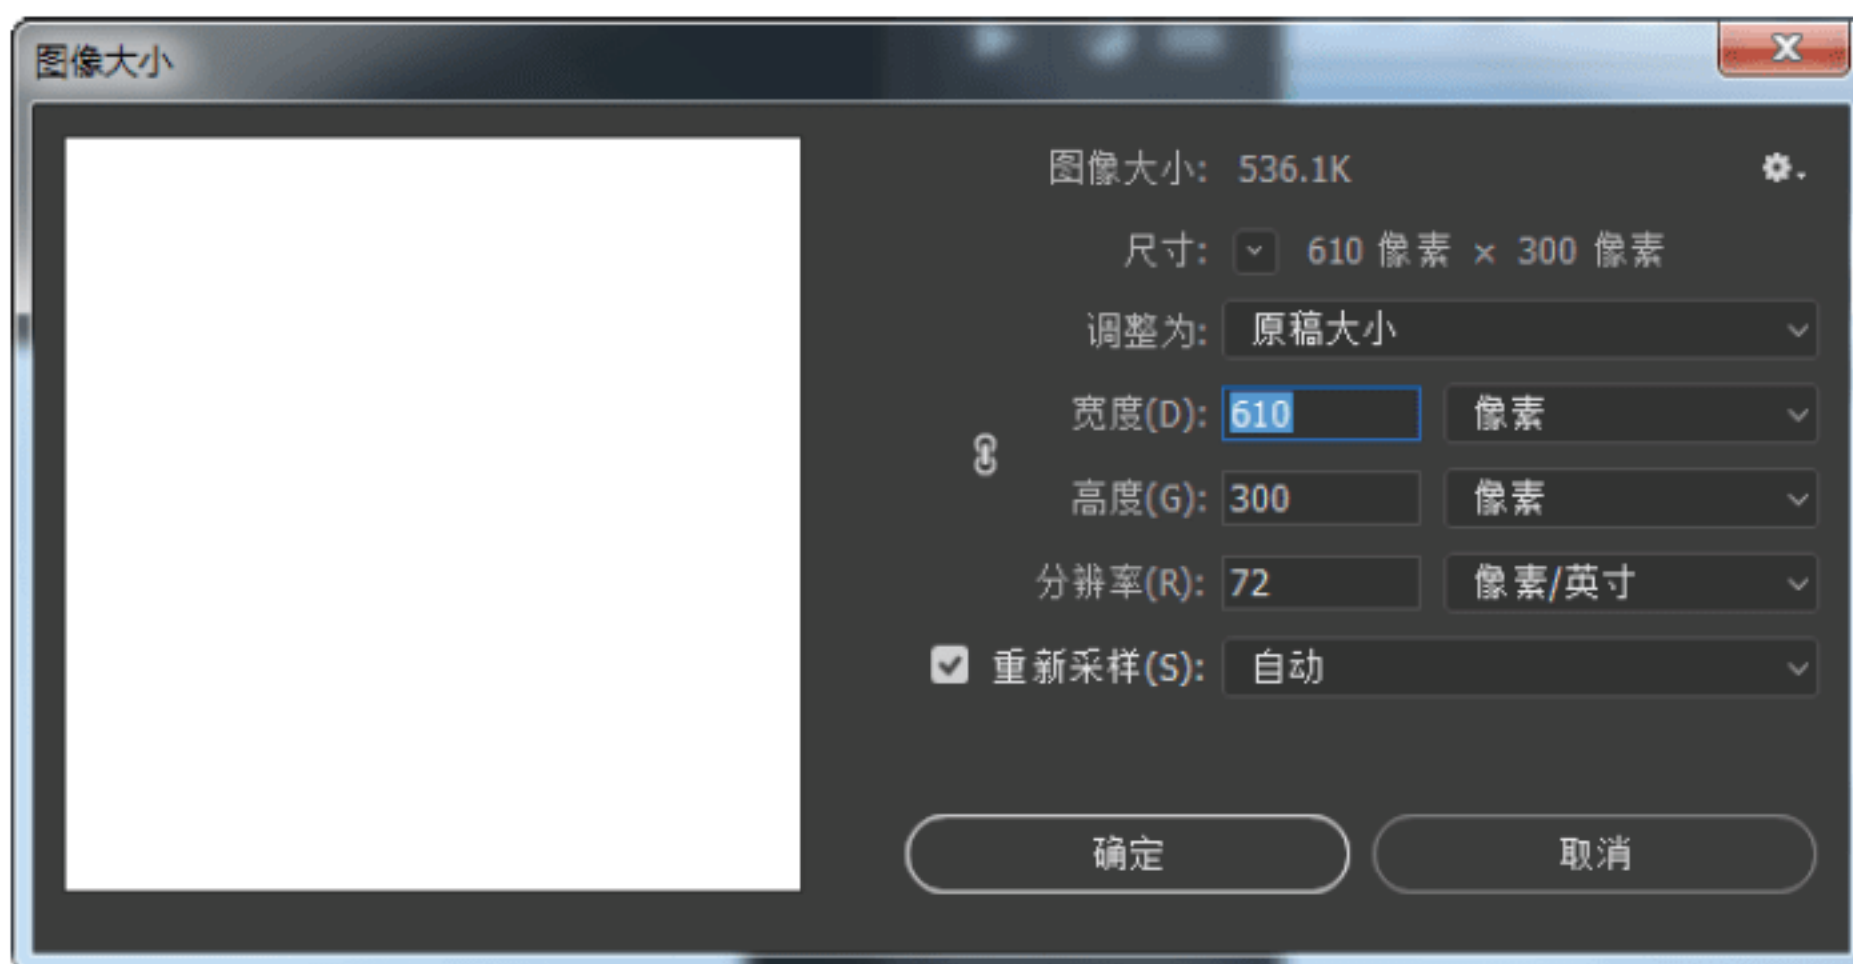 图像大小
图像大小: 536.1K
尺寸: 610 像素 × 300 像素
调整为: 原稿大小
宽度(D): 610 像素
高度(G): 300 像素
分辨率(R): 72 像素/英寸
重新采样(S): 自动
确定 取消